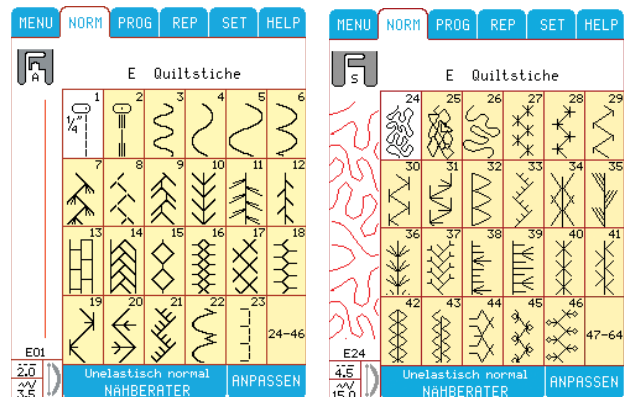 MENU NORM PROG REP SET HELP
A
E Quiltstiche
1 2 3 4 5 6
1/4"
7 8 9 10 11 12
13 14 15 16 17 18
19 20 21 22 23 24-46
E01
2.0
3.5
Unelastisch normal
NÄHBERATER
ANPASSEN
MENU NORM PROG REP SET HELP
S
E Quiltstiche
24 25 26 27 28 29
30 31 32 33 34 35
36 37 38 39 40 41
42 43 44 45 46 47-64
E24
4.5
15.0
Unelastisch normal
NÄHBERATER
ANPASSEN